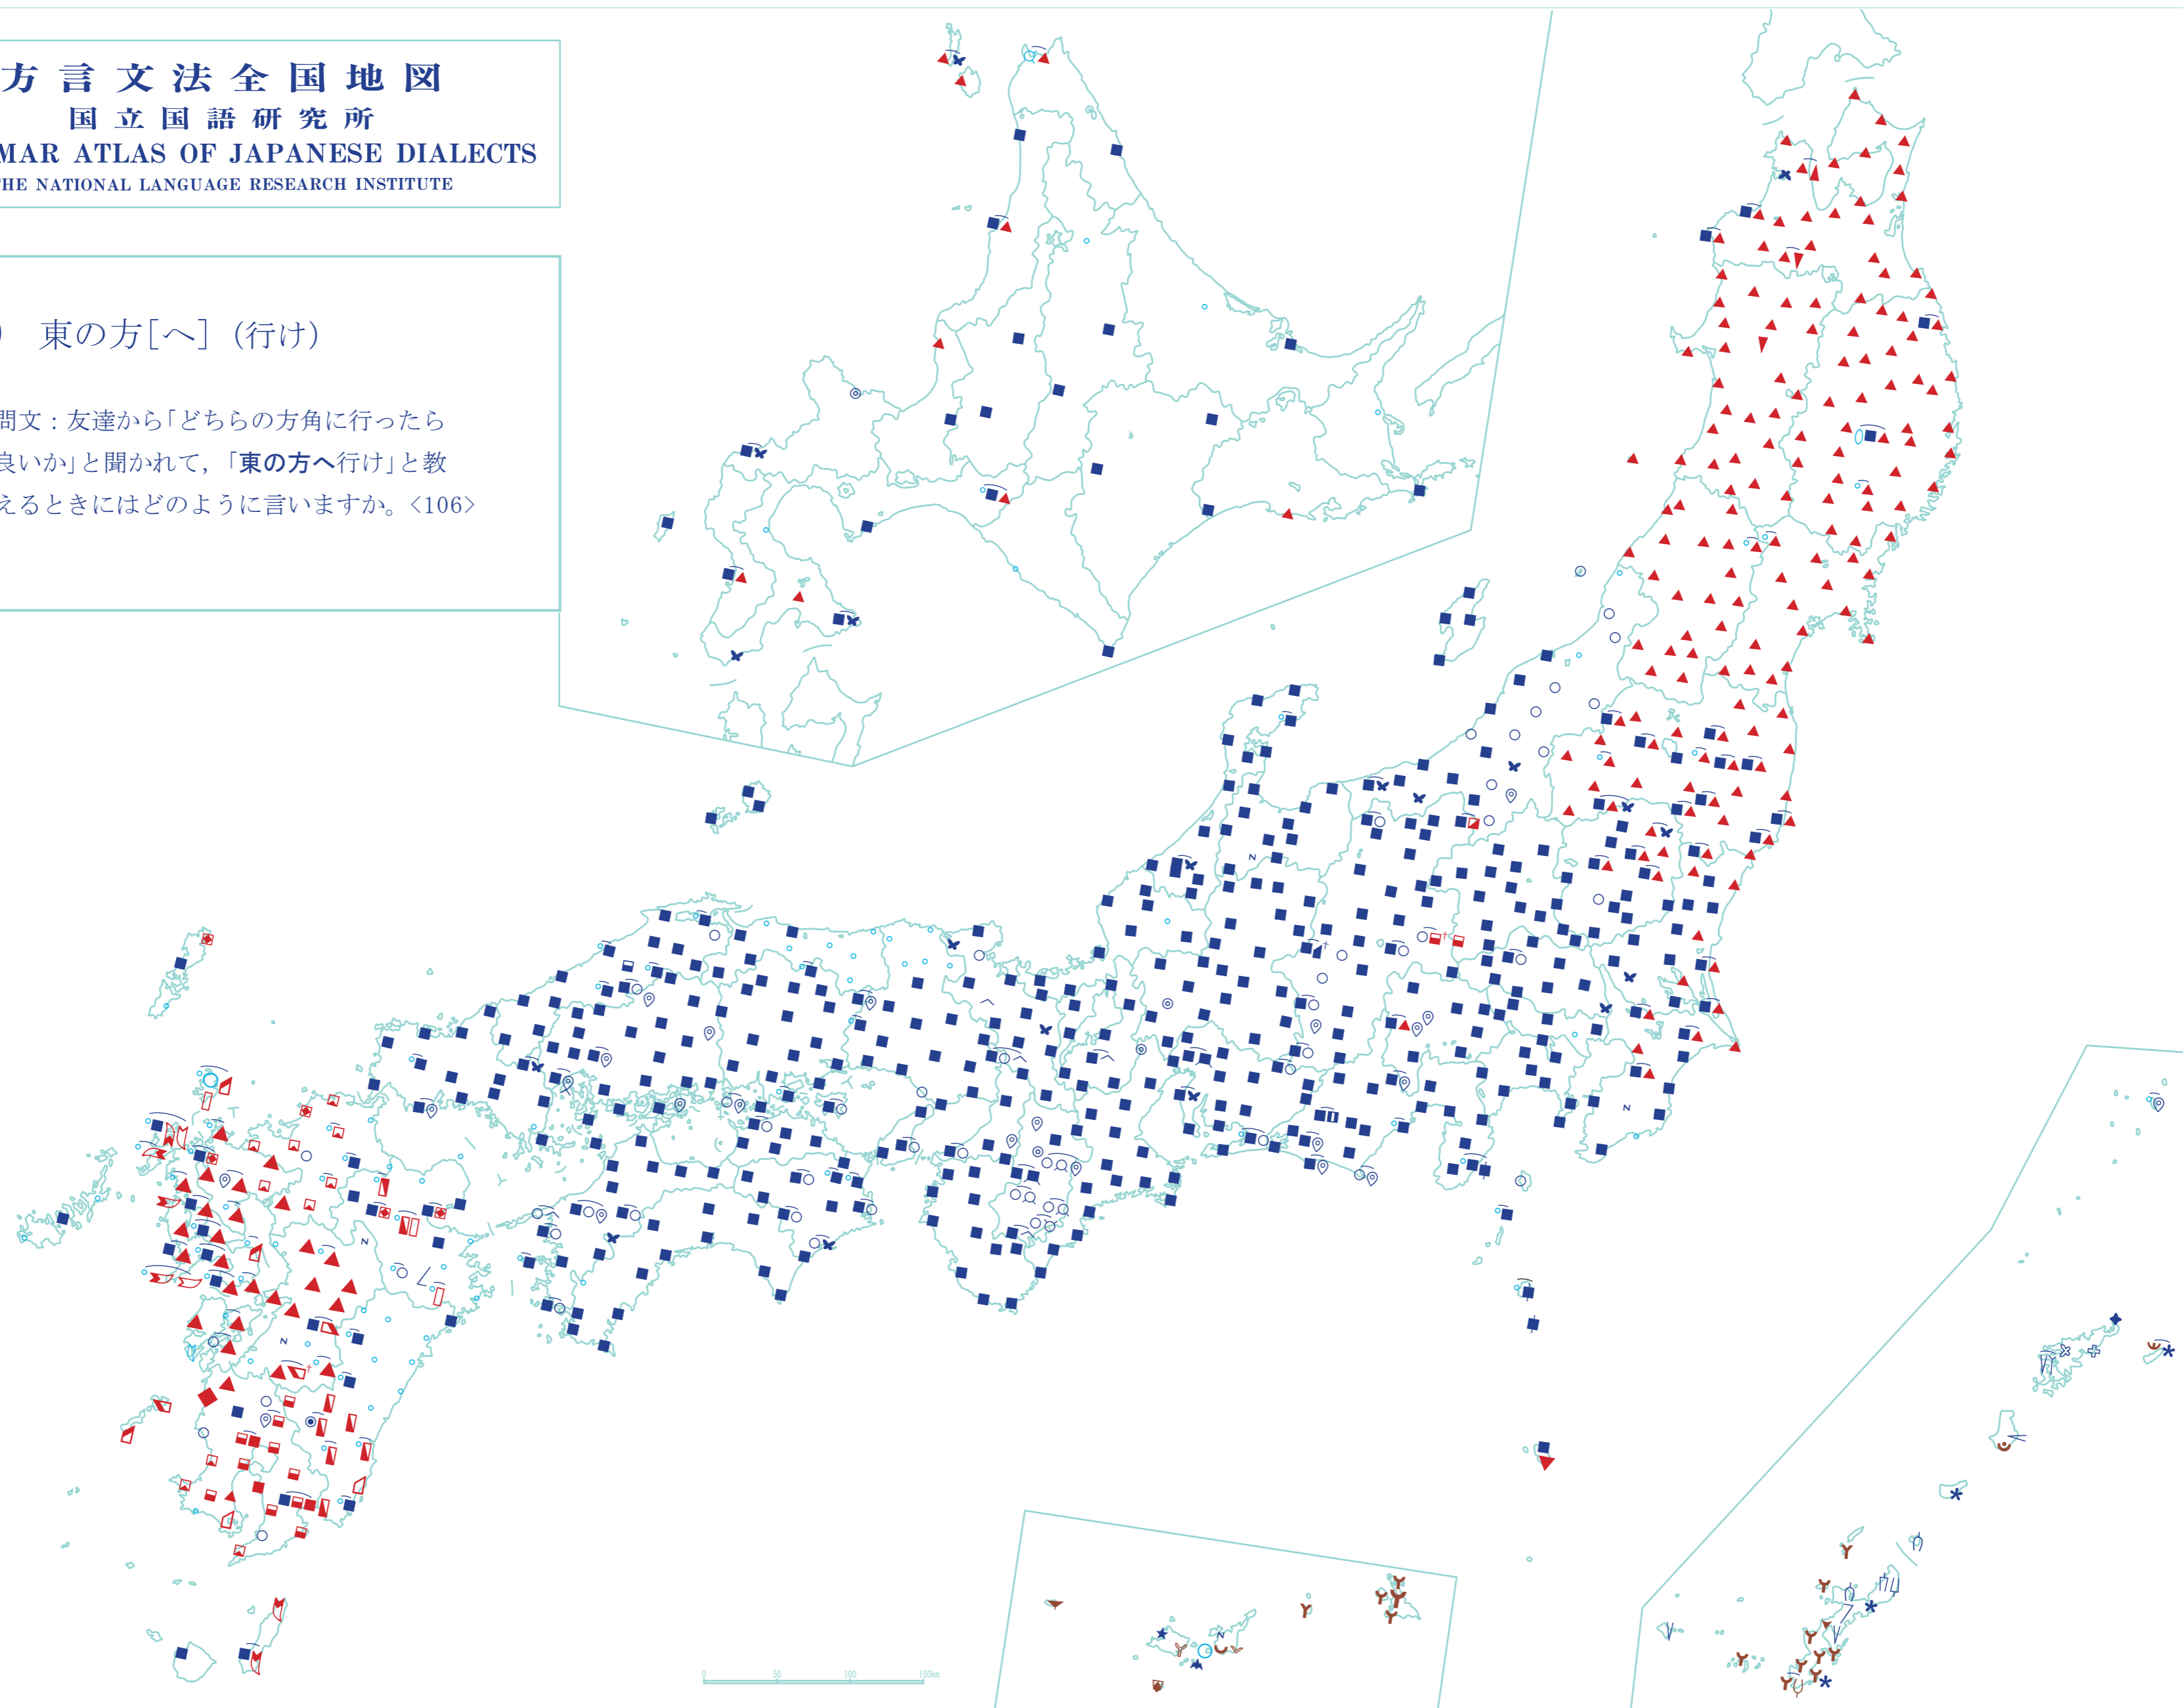 方言文法全国地図
国立国語研究所
MAR ATLAS OF JAPANESE DIALECTS
HE NATIONAL LANGUAGE RESEARCH INSTITUTE
東の方[へ](行け)
問文:友達から「どちらの方角に行ったら
良いか」と聞かれて,「東の方へ行け」と教
えるときにはどのように言いますか。<106>
0 50 100 150km